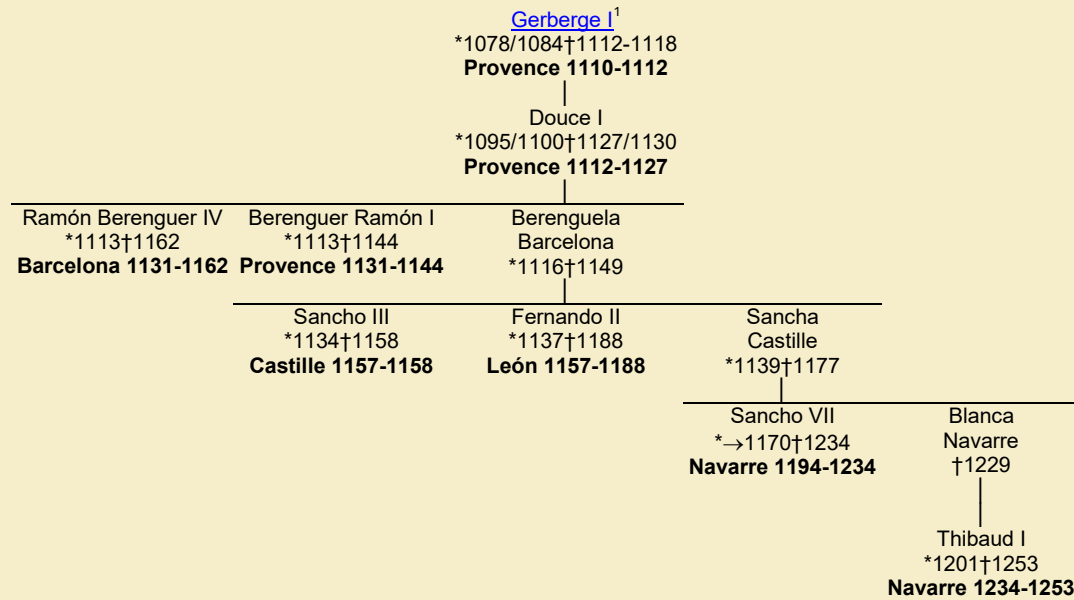 Gerberge I1
*1078/1084†1112-1118
Provence 1110-1112
Douce I
*1095/1100†1127/1130
Provence 1112-1127
Ramón Berenguer IV
*1113†1162
Barcelona 1131-1162
Berenguer Ramón I
*1113†1144
Provence 1131-1144
Berenguela
Barcelona
*1116†1149
Sancho III
*1134†1158
Castille 1157-1158
Fernando II
*1137†1188
León 1157-1188
Sancha
Castille
*1139†1177
Sancho VII
*→1170†1234
Navarre 1194-1234
Blanca
Navarre
†1229
Thibaud I
*1201†1253
Navarre 1234-1253